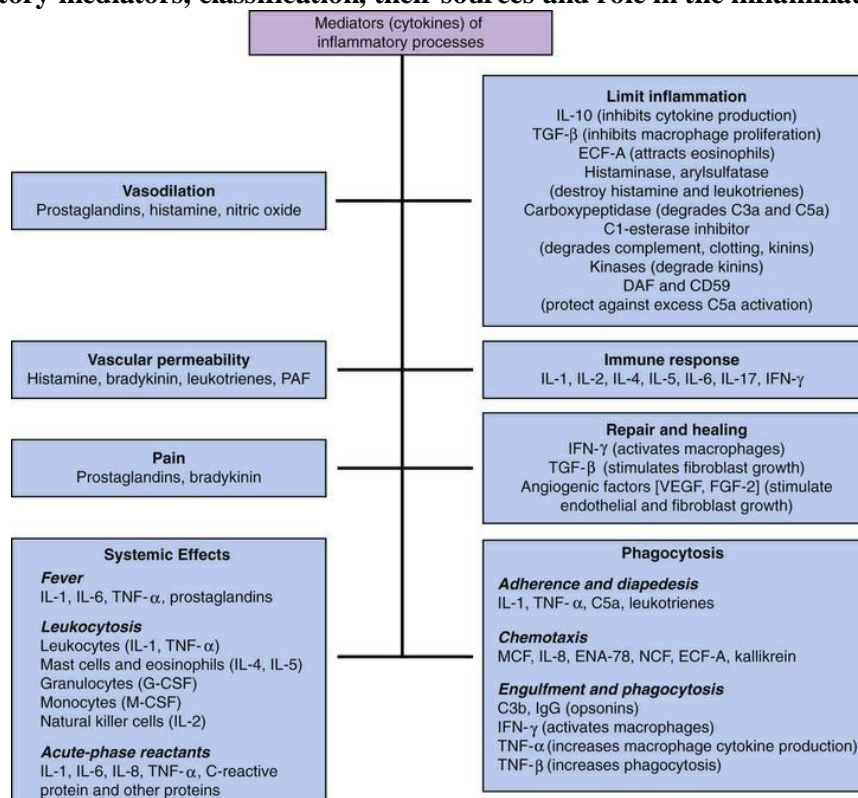 mediators, classification, their sources and role in the
Mediators (cytokines) of
inflammatory processes
Limit inflammation
IL-10 (inhibits cytokine production)
TGF-β (inhibits macrophage proliferation)
ECF-A (attracts eosinophils)
Histaminase, arylsulfatase
(destroy histamine and leukotrienes)
Carboxypeptidase (degrades C3a and C5a)
C1-esterase inhibitor
(degrades complement, clotting, kinins)
Kinases (degrade kinins)
DAF and CD59
(protect against excess C5a activation)
Vasodilation
Prostaglandins, histamine, nitric oxide
Vascular permeability
Histamine, bradykinin, leukotrienes, PAF
Immune response
IL-1, IL-2, IL-4, IL-5, IL-6, IL-17, IFN-γ
Pain
Prostaglandins, bradykinin
Repair and healing
IFN-γ (activates macrophages)
TGF-β (stimulates fibroblast growth)
Angiogenic factors [VEGF, FGF-2] (stimulate
endothelial and fibroblast growth)
Systemic Effects
Fever
IL-1, IL-6, TNF-α, prostaglandins
Leukocytosis
Leukocytes (IL-1, TNF-α)
Mast cells and eosinophils (IL-4, IL-5)
Granulocytes (G-CSF)
Monocytes (M-CSF)
Natural killer cells (IL-2)
Acute-phase reactants
IL-1, IL-6, IL-8, TNF-α, C-reactive
protein and other proteins
Phagocytosis
Adherence and diapedesis
IL-1, TNF-α, C5a, leukotrienes
Chemotaxis
MCF, IL-8, ENA-78, NCF, ECF-A, kallikrein
Engulfment and phagocytosis
C3b, IgG (opsonins)
IFN-γ (activates macrophages)
TNF-α (increases macrophage cytokine production)
TNF-β (increases phagocytosis)